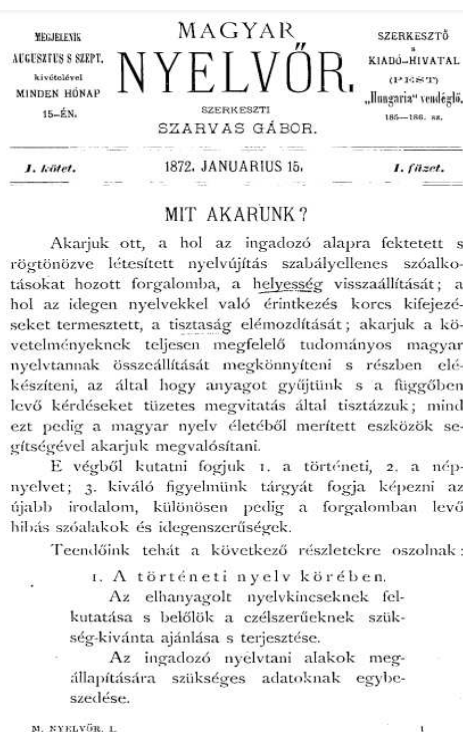 MEGJELENIK
AUGUSZTUS S SZEPT.
kivételével
MINDEN HÓNAP
15-ÉN.
MAGYAR
NYELVŐR.
SZERKESZTI
SZARVAS GÁBOR.
SZERKESZTŐ
s
KIADÓ-HIVATAL
(PEST)
„Hungaria“ vendéglő,
185—186. sz.
1. kötet.
1872. JANUARIUS 15.
1. füzet.
MIT AKARUNK?
Akarjuk ott, a hol az ingadozó alapra fektetett s
rögtönözve létesített nyelvújítás szabályellenes szóalko-
tásokat hozott forgalomba, a helyesség visszaállítását; a
hol az idegen nyelvekkel való érintkezés korcs kifejezé-
seket termesztett, a tisztaság elémozdítását; akarjuk a kö-
vetelményeknek teljesen megfelelő tudományos magyar
nyelvtannak összeállítását megkönnyíteni s részben elé-
készíteni, az által hogy anyagot gyűjtünk s a függőben
levő kérdéseket tüzetes megvitatás által tisztázzuk; mind
ezt pedig a magyar nyelv életéből merített eszközök se-
gítségével akarjuk megvalósítani.
E végből kutatni fogjuk 1. a történeti, 2. a nép-
nyelvet; 3. kiváló figyelmünk tárgyát fogja képezni az
újabb irodalom, különösen pedig a forgalomban levő
hibás szóalakok és idegenszerűségek.
Teendőink tehát a következő részletekre oszolnak:
1. A történeti nyelv körében.
Az elhanyagolt nyelvkincseknek fel-
kutatása s belőlök a czélszerűeknek szük-
ség-kivánta ajánlása s terjesztése.
Az ingadozó nyelvtani alakok meg-
állapítására szükséges adatoknak egybe-
szedése.
M. NYELVŐR. I.
1